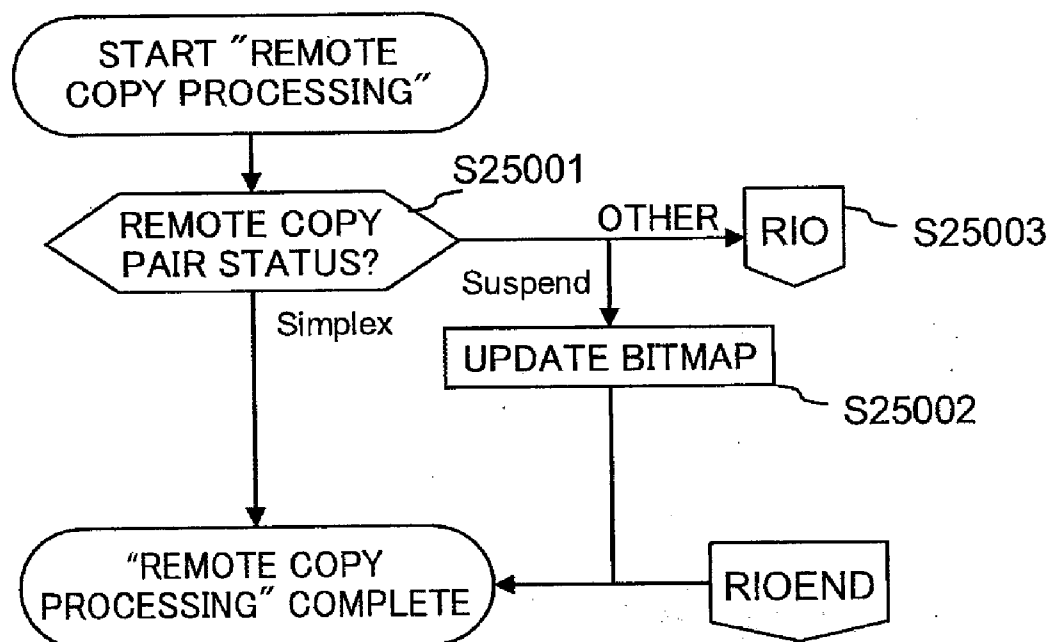 START "REMOTE
COPY PROCESSING"
S25001
REMOTE COPY
PAIR STATUS?
OTHER
RIO
S25003
Suspend
Simplex
UPDATE BITMAP
S25002
"REMOTE COPY
PROCESSING" COMPLETE
RIOEND